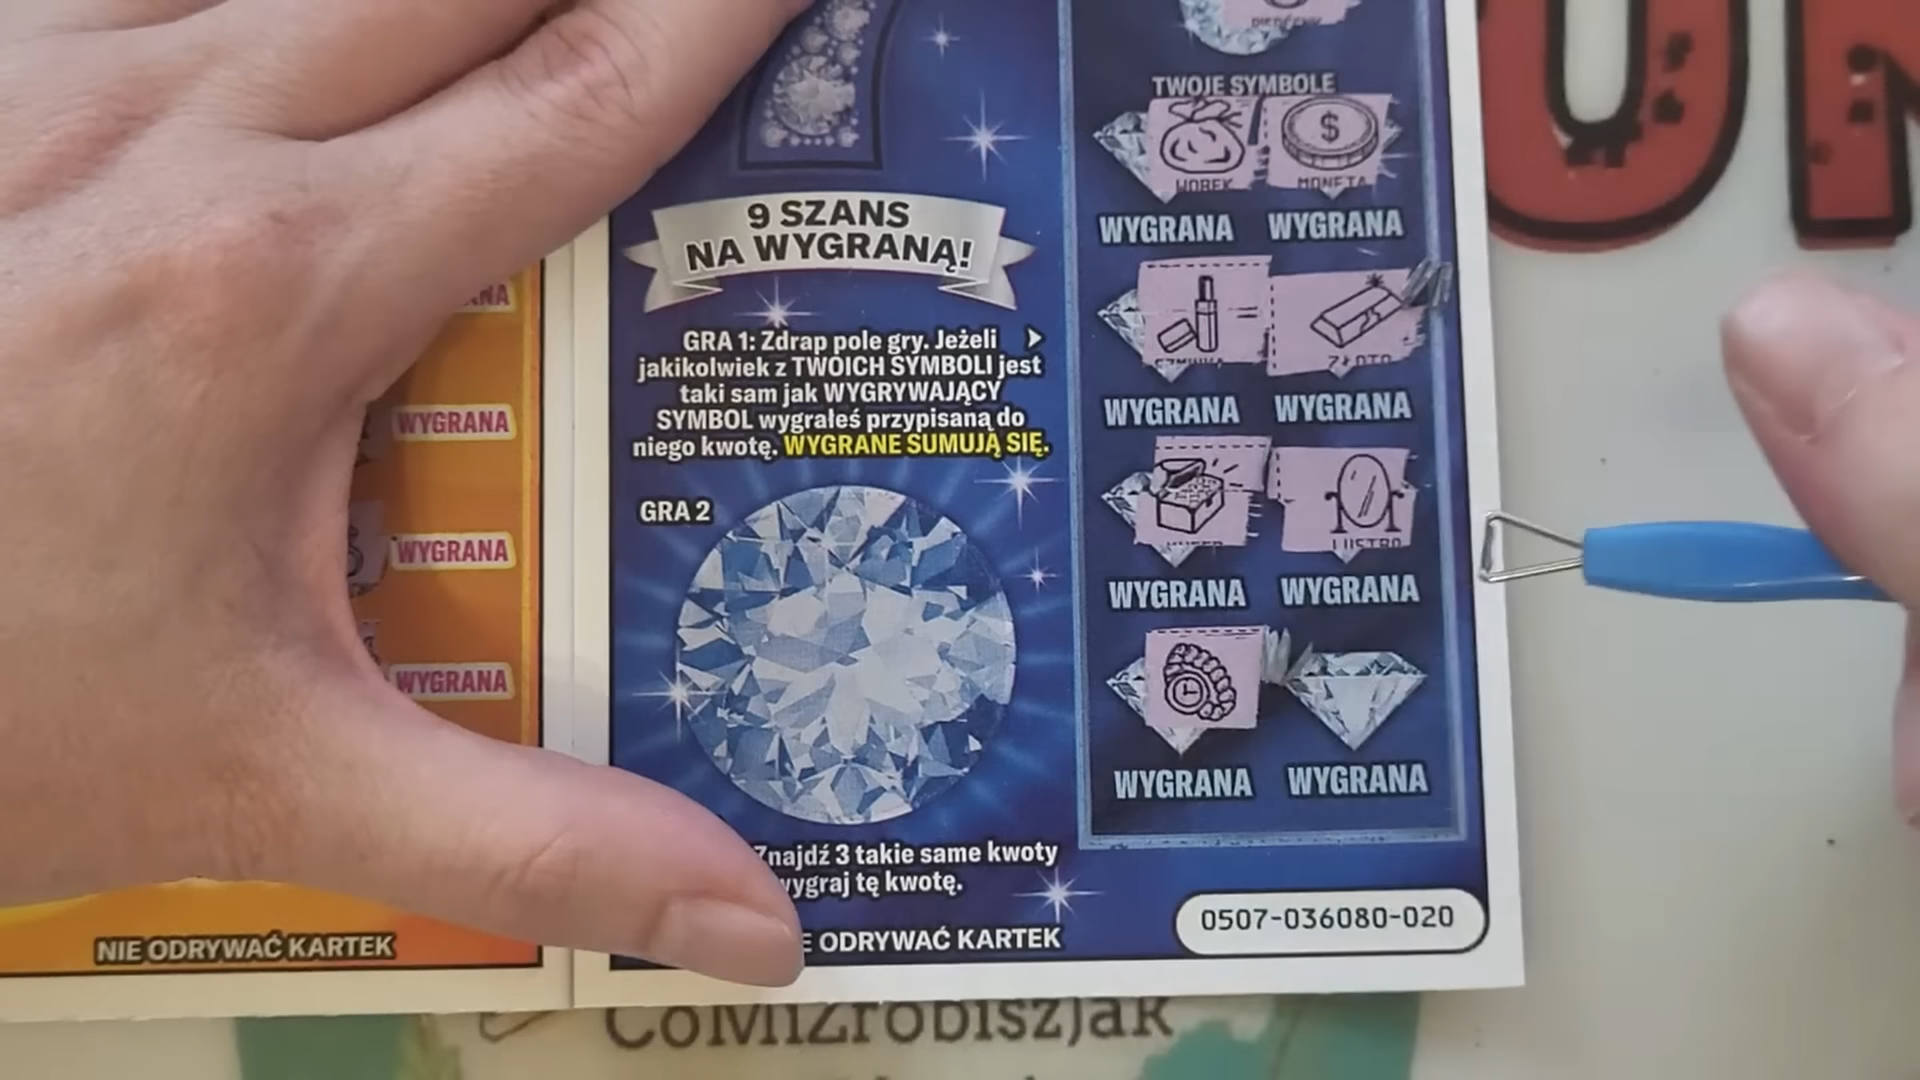 TWOJE SYMBOLE
WOREK MONETA
WYGRANA WYGRANA
ZŁOTO
WYGRANA WYGRANA
LUSTRO
WYGRANA WYGRANA
WYGRANA WYGRANA
9 SZANS
NA WYGRANĄ!
GRA 1: Zdrap pole gry. Jeżeli
jakikolwiek z TWOICH SYMBOLI jest
taki sam jak WYGRYWAJĄCY
SYMBOL wygrałeś przypisaną do
niego kwotę. WYGRANE SUMUJĄ SIĘ.
GRA 2
Znajdź 3 takie same kwoty
wygraj tę kwotę.
E ODRYWAĆ KARTEK
0507-036080-020
WYGRANA
WYGRANA
WYGRANA
NIE ODRYWAĆ KARTEK
CoMiZrobiszJak